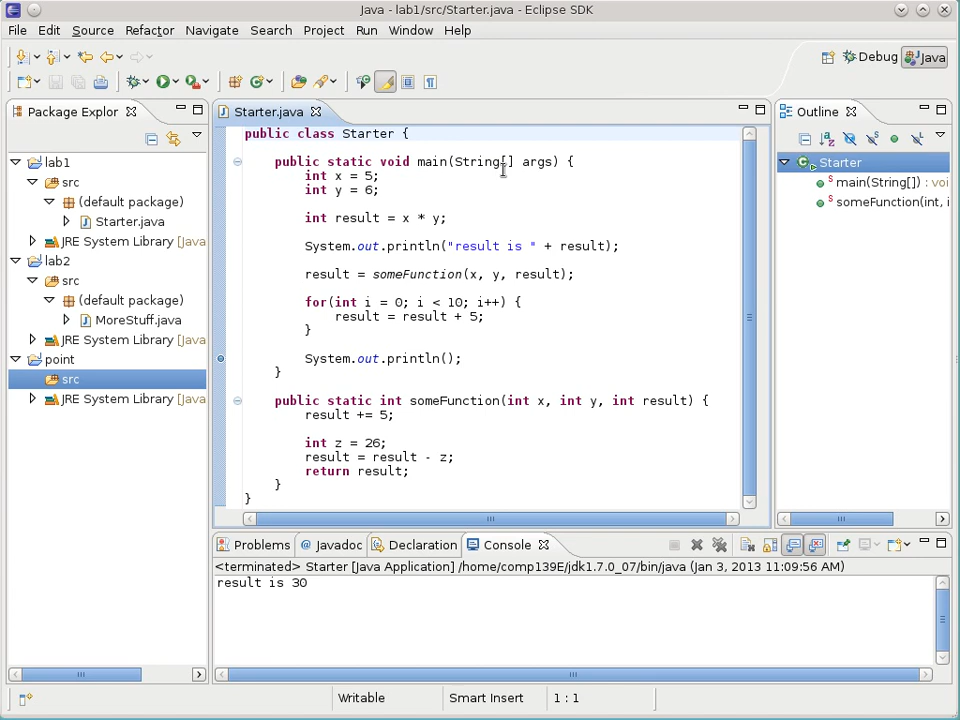 Java - lab1/src/Starter.java - Eclipse SDK
File Edit Source Refactor Navigate Search Project Run Window Help
Debug Java
Package Explor
lab1
src
(default package)
Starter.java
JRE System Library [Java
lab2
src
(default package)
MoreStuff.java
JRE System Library [Java
point
src
JRE System Library [Java
Starter.java
public class Starter {
public static void main(String[] args) {
int x = 5;
int y = 6;
int result = x * y;
System.out.println("result is " + result);
result = someFunction(x, y, result);
for(int i = 0; i < 10; i++) {
result = result + 5;
}
System.out.println();
}
public static int someFunction(int x, int y, int result) {
result += 5;
int z = 26;
result = result - z;
return result;
}
}
Outline
Starter
main(String[]) : voi
someFunction(int, i
Problems @ Javadoc Declaration Console
<terminated> Starter [Java Application] /home/comp139E/jdk1.7.0_07/bin/java (Jan 3, 2013 11:09:56 AM)
result is 30
Writable Smart Insert 1 : 1